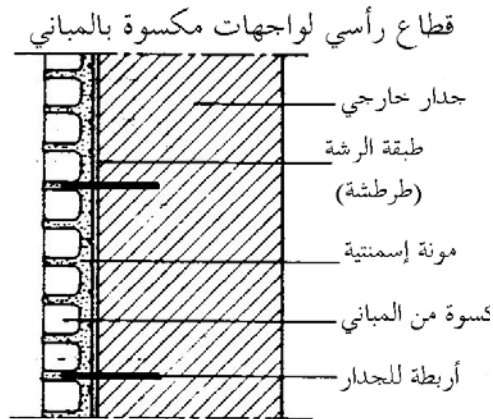 قطاع رأسي لواجهات مكسوة بالمباني
جدار خارجي
طبقة الرشة
(طرطشة)
مونة إسمنتية
كسوة من المباني
أربطة للجدار